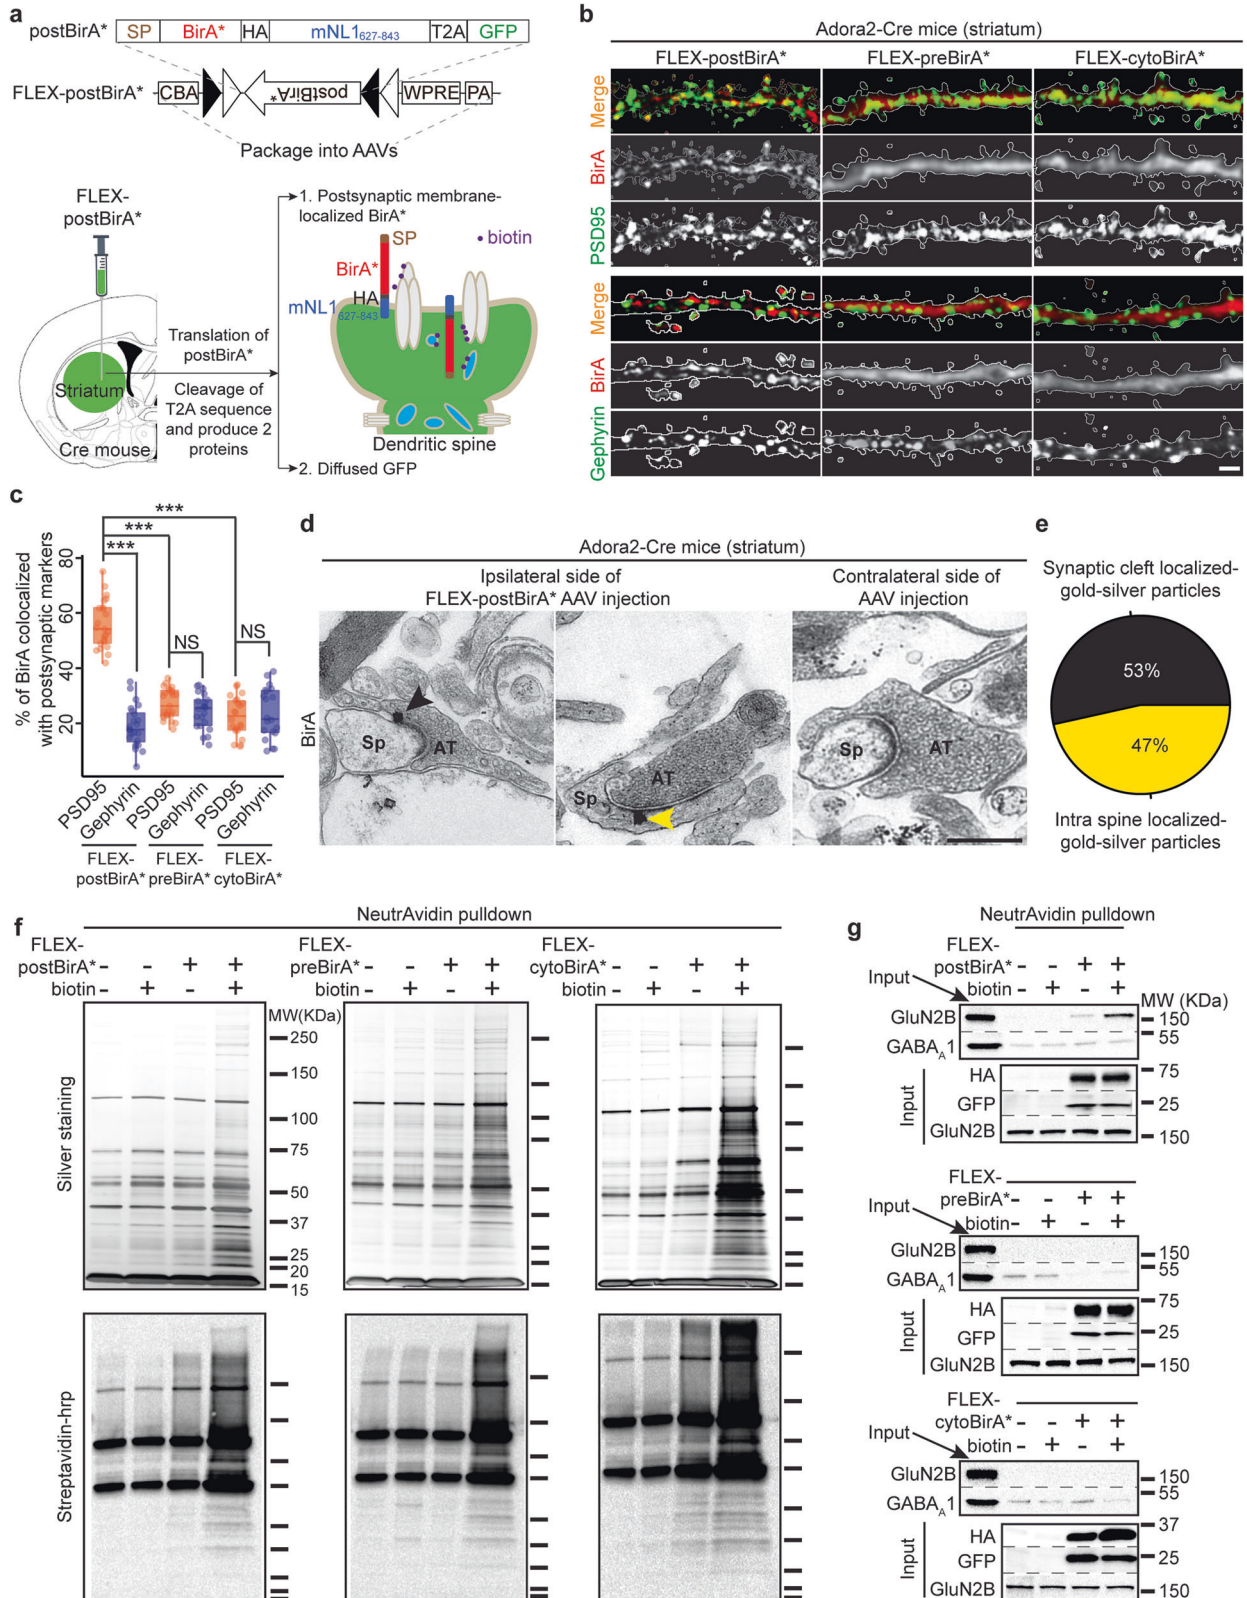 a
postBirA* SP BirA* HA mNL1627-843 T2A GFP
FLEX-postBirA* CBA postBirA* WPRE PA
Package into AAVs
FLEX-
postBirA*
Striatum
Cre mouse
Translation of
postBirA*
Cleavage of
T2A sequence
and produce 2
proteins
1. Postsynaptic membrane-
localized BirA*
SP
biotin
BirA*
HA
mNL1
627-843
Dendritic spine
2. Diffused GFP
b
Adora2-Cre mice (striatum)
FLEX-postBirA* FLEX-preBirA* FLEX-cytoBirA*
Merge
BirA
PSD95
Merge
BirA
Gephyrin
c
% of BirA colocalized
with postsynaptic markers
80
60
40
20
***
***
***
NS
NS
PSD95 Gephyrin PSD95 Gephyrin PSD95 Gephyrin
FLEX- FLEX- FLEX-
postBirA* preBirA* cytoBirA*
d
Adora2-Cre mice (striatum)
Ipsilateral side of
FLEX-postBirA* AAV injection
Contralateral side of
AAV injection
BirA
Sp AT
Sp AT
Sp AT
e
Synaptic cleft localized-
gold-silver particles
53%
47%
Intra spine localized-
gold-silver particles
f
NeutrAvidin pulldown
FLEX-
postBirA* - - + +
biotin - + - +
FLEX-
preBirA* - - + +
biotin - + - +
FLEX-
cytoBirA* - - + +
biotin - + - +
MW(KDa)
250
150
100
75
50
37
25
20
15
Silver staining
Streptavidin-hrp
g
NeutrAvidin pulldown
FLEX-
postBirA* - - + +
biotin - + - +
Input
MW (KDa)
GluN2B 150
55
GABAA1
Input
HA 75
GFP 25
GluN2B 150
FLEX-
preBirA* - - + +
biotin - + - +
Input
GluN2B 150
55
GABAA1
Input
HA 75
GFP 25
GluN2B 150
FLEX-
cytoBirA* - - + +
biotin - + - +
Input
GluN2B 150
55
GABAA1
Input
HA 37
GFP 25
GluN2B 150